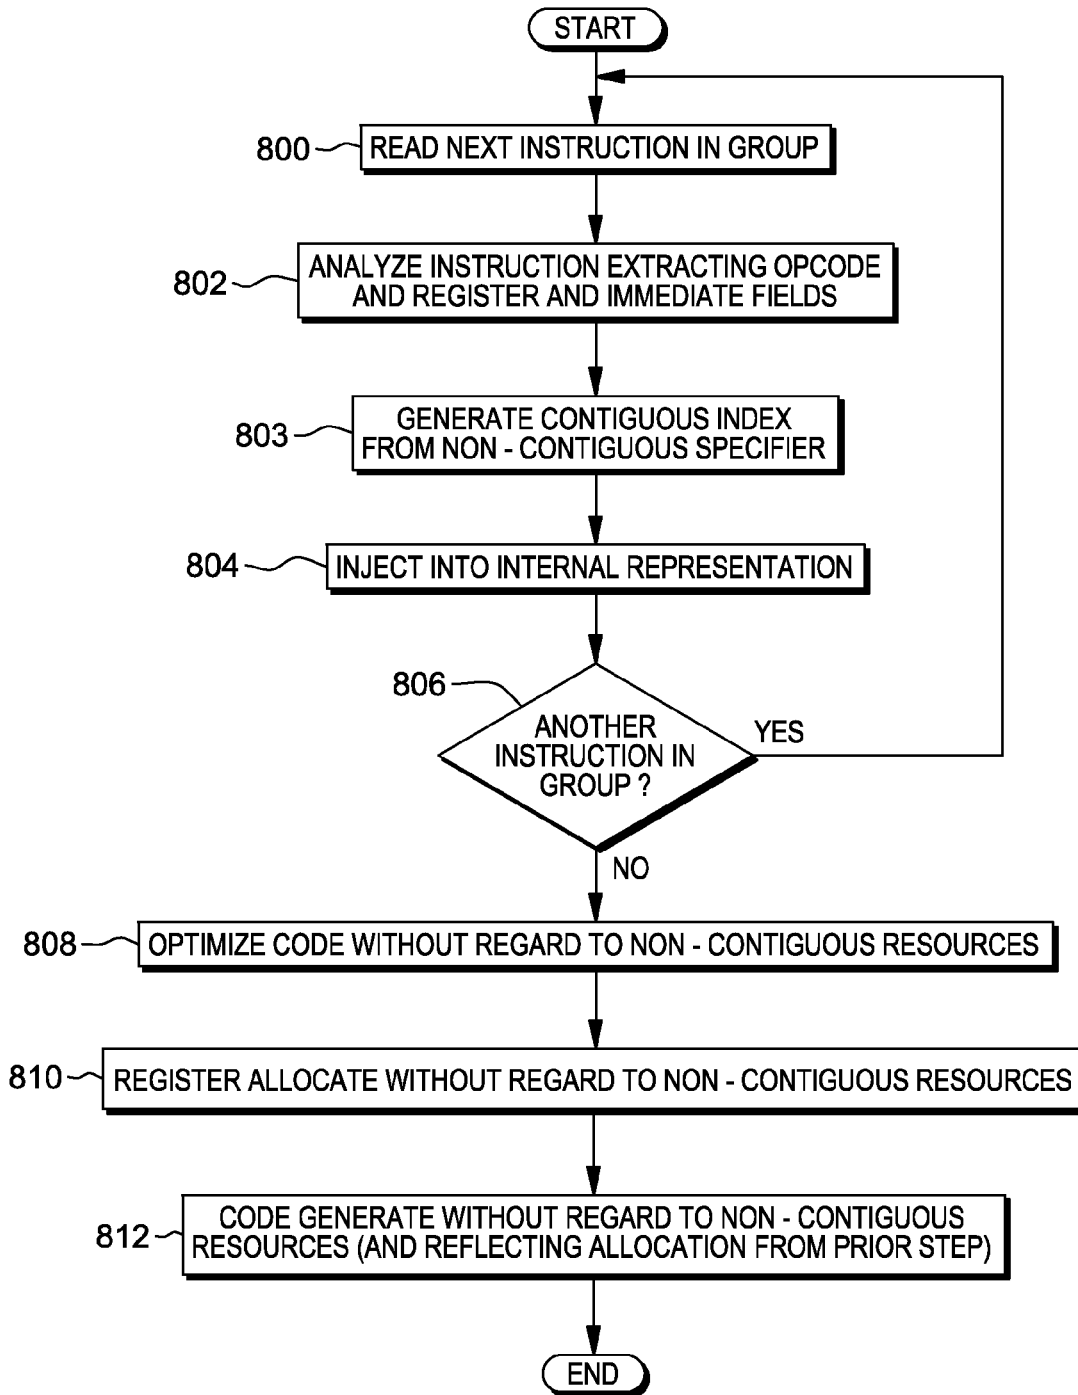 START
800
READ NEXT INSTRUCTION IN GROUP
802
ANALYZE INSTRUCTION EXTRACTING OPCODE
AND REGISTER AND IMMEDIATE FIELDS
803
GENERATE CONTIGUOUS INDEX
FROM NON - CONTIGUOUS SPECIFIER
804
INJECT INTO INTERNAL REPRESENTATION
806
ANOTHER
INSTRUCTION IN
GROUP ?
YES
NO
808
OPTIMIZE CODE WITHOUT REGARD TO NON - CONTIGUOUS RESOURCES
810
REGISTER ALLOCATE WITHOUT REGARD TO NON - CONTIGUOUS RESOURCES
812
CODE GENERATE WITHOUT REGARD TO NON - CONTIGUOUS
RESOURCES (AND REFLECTING ALLOCATION FROM PRIOR STEP)
END